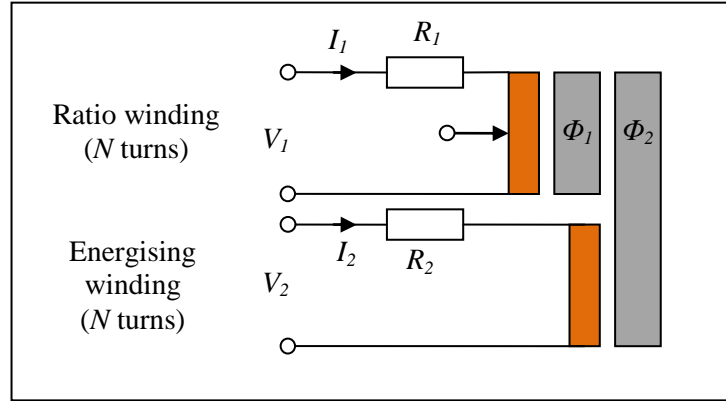 I1 R1
Ratio winding
(N turns)
V1
Φ1 Φ2
I2 R2
Energising
winding
(N turns)
V2